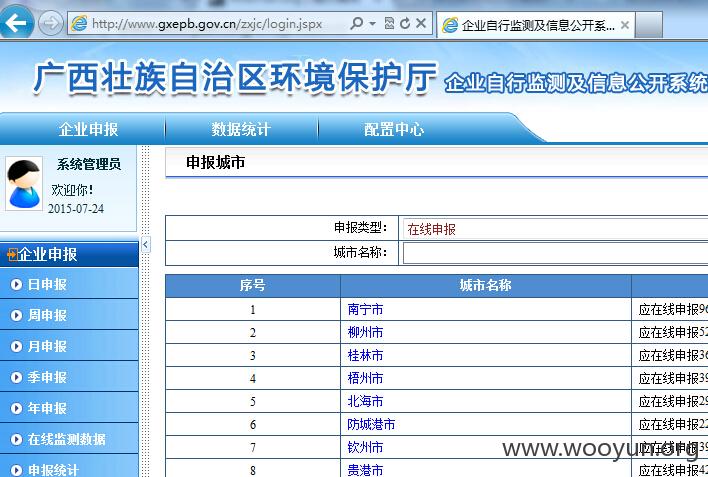 http://www.gxepb.gov.cn/zxjc/login.jspx
企业自行监测及信息公开系...
广西壮族自治区环境保护厅 企业自行监测及信息公开系统
企业申报 数据统计 配置中心
系统管理员
欢迎你!
2015-07-24
企业申报
日申报
周申报
月申报
季申报
年申报
在线监测数据
申报统计
申报城市
申报类型: 在线申报
城市名称:
序号 城市名称
1 南宁市 应在线申报96
2 柳州市 应在线申报52
3 桂林市 应在线申报36
4 梧州市 应在线申报39
5 北海市 应在线申报29
6 防城港市 应在线申报22
7 钦州市 应在线申报39
8 贵港市 应在线申报42
www.wooyun.org